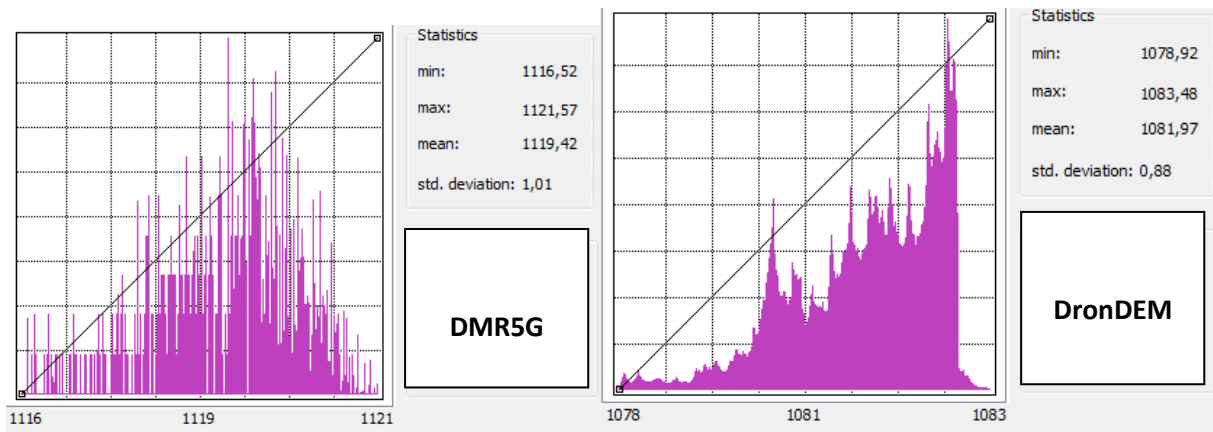 Statistics
min: 1116,52
max: 1121,57
mean: 1119,42
std. deviation: 1,01
DMR5G
1116 1119 1121
Statistics
min: 1078,92
max: 1083,48
mean: 1081,97
std. deviation: 0,88
DronDEM
1078 1081 1083